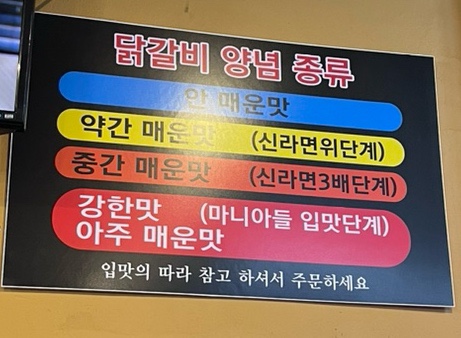 닭갈비 양념 종류
안 매운맛
약간 매운맛 (신라면위단계)
중간 매운맛 (신라면3배단계)
강한맛 (마니아들 입맛단계)
아주 매운맛
입맛의 따라 참고 하셔서 주문하세요